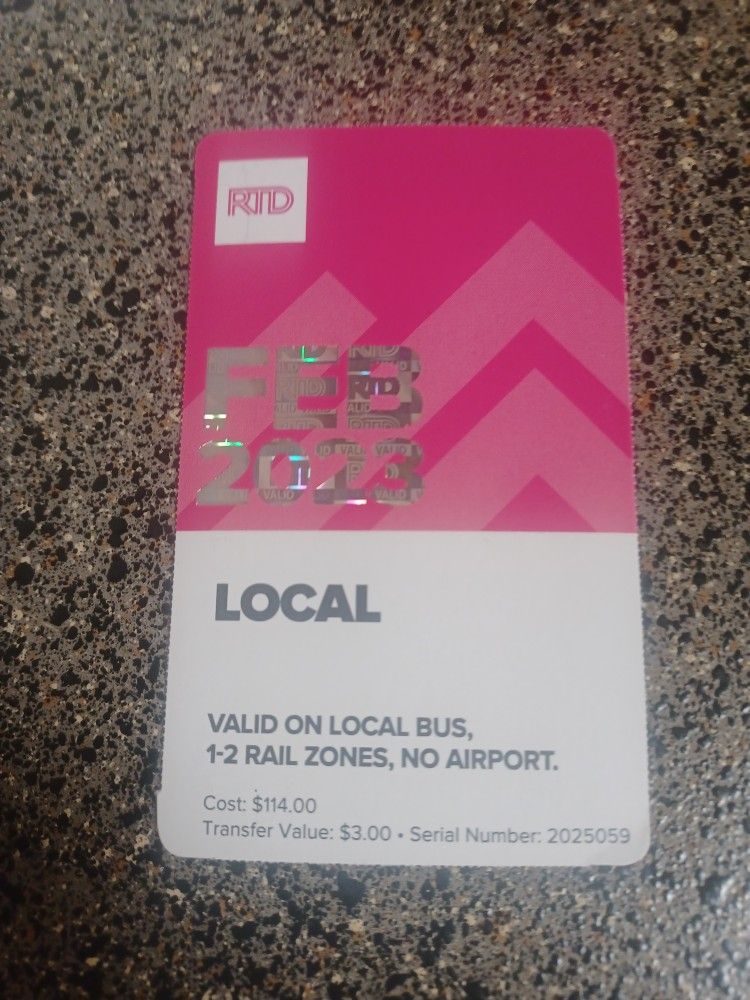 RTD
FEB
2023
LOCAL
VALID ON LOCAL BUS,
1-2 RAIL ZONES, NO AIRPORT.
Cost: $114.00
Transfer Value: $3.00 • Serial Number: 2025059